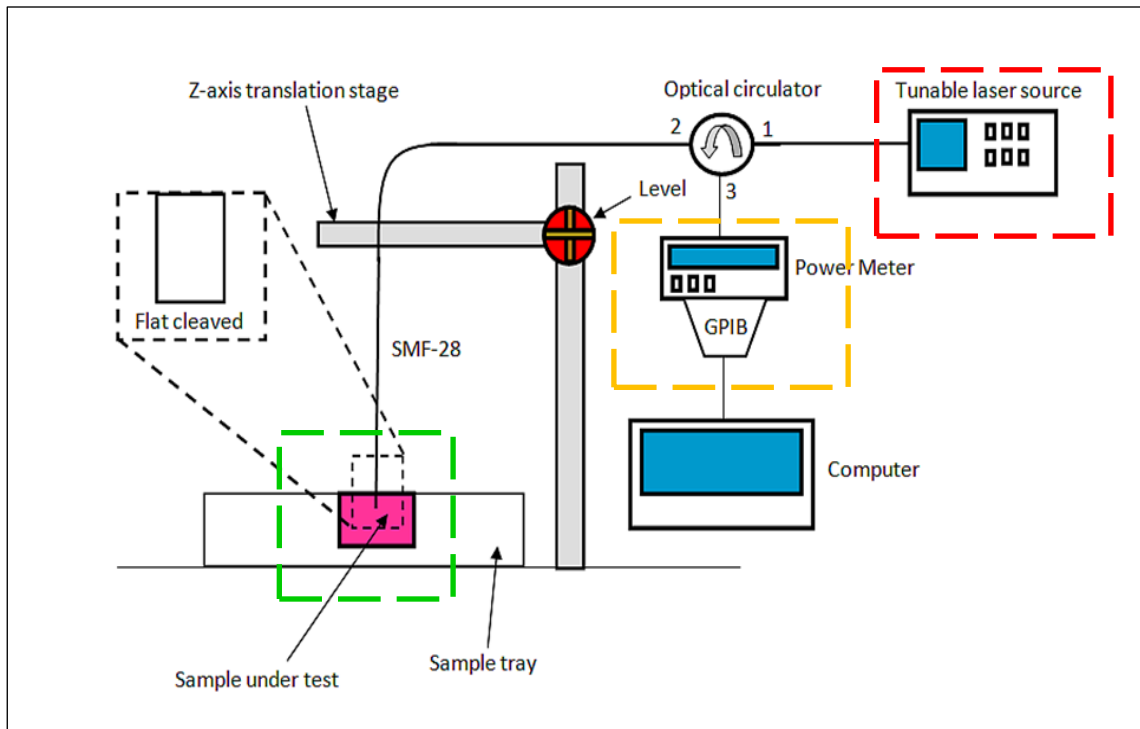 Z-axis translation stage
Optical circulator
Tunable laser source
2
1
3
Level
Power Meter
GPIB
Flat cleaved
SMF-28
Computer
Sample under test
Sample tray